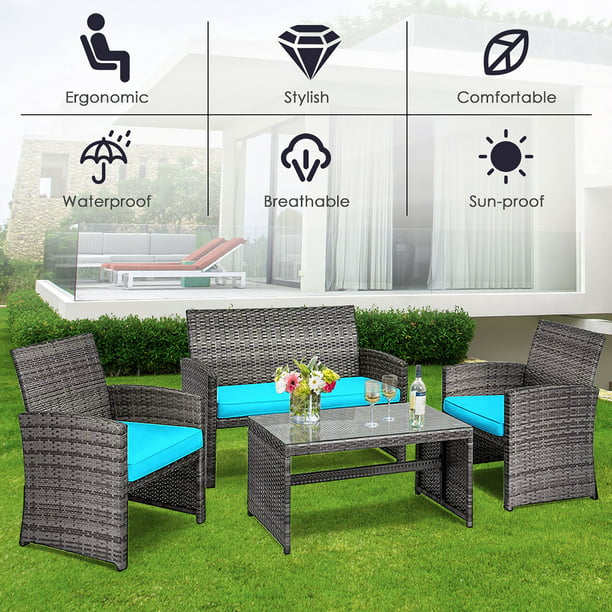 Ergonomic
Stylish
Comfortable
Waterproof
Breathable
Sun-proof